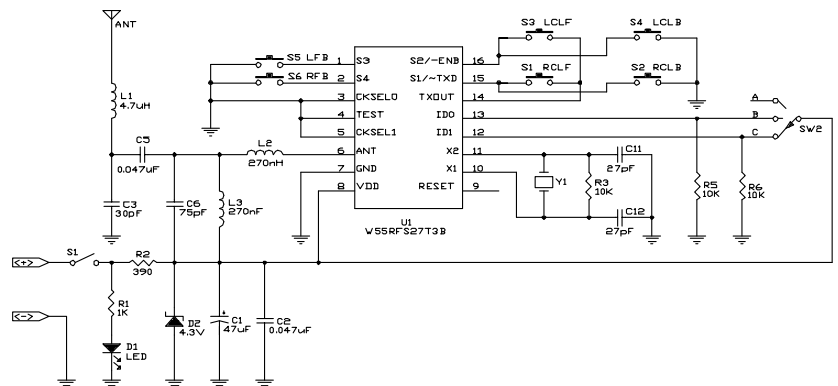 ANT
S3 LCLF
S4 LCLB
S5 LFB
1
S3
S2/-ENB
16
S6 RFB
2
S4
S1/~TXD
15
S1 RCLF
S2 RCLB
3
CKSEL0
TXOUT
14
L1
4.7uH
4
TEST
ID0
13
A
B
C
SW2
5
CKSEL1
ID1
12
C5
0.047uF
L2
270nH
6
ANT
X2
11
C11
27pF
7
GND
X1
10
8
VDD
RESET
9
Y1
R3
10K
R5
10K
R6
10K
C3
30pF
C6
75pF
L3
270nF
C12
27pF
U1
W55RFS27T3B
<+>
S1
R2
390
R1
1K
<->
D2
4.3V
C1
47uF
C2
0.047uF
D1
LED